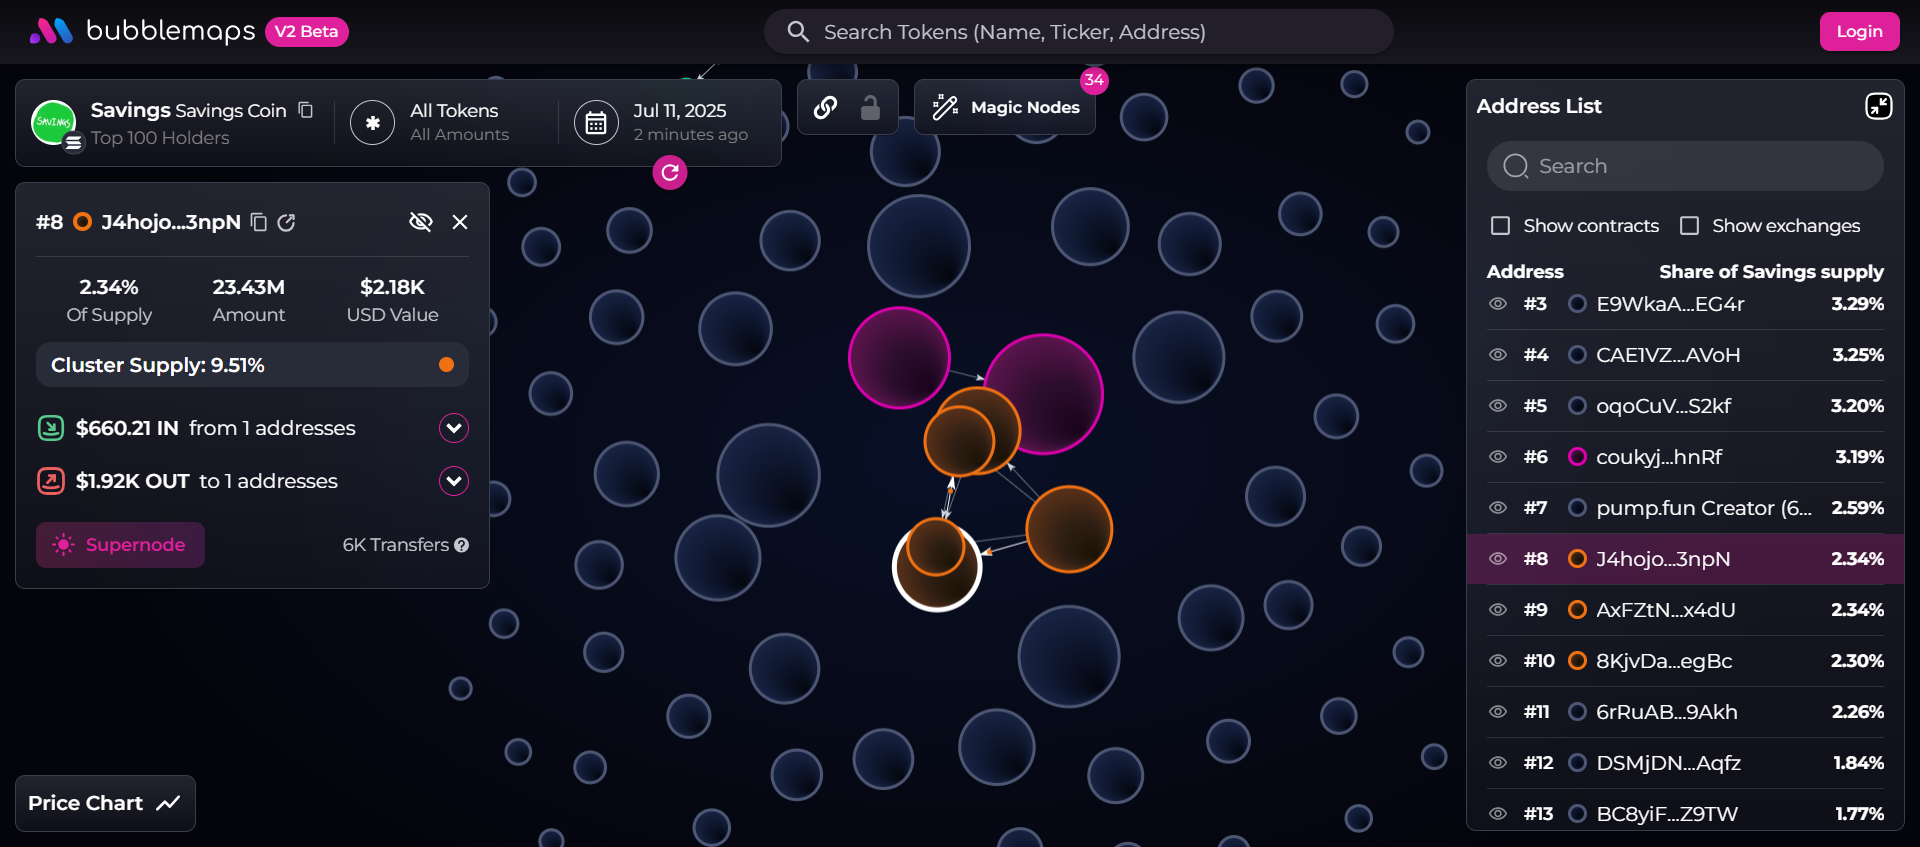 bubblemaps V2 Beta
Search Tokens (Name, Ticker, Address)
Login
Savings Savings Coin
Top 100 Holders
SAVINGS
All Tokens
All Amounts
Jul 11, 2025
2 minutes ago
Magic Nodes
34
#8 J4hojo...3npN
2.34%
Of Supply
23.43M
Amount
$2.18K
USD Value
Cluster Supply: 9.51%
$660.21 IN from 1 addresses
$1.92K OUT to 1 addresses
Supernode
6K Transfers ?
Price Chart
Address List
Search
Show contracts
Show exchanges
Address Share of Savings supply
#3 E9WkaA...EG4r 3.29%
#4 CAE1VZ...AVoH 3.25%
#5 oqoCuV...S2kf 3.20%
#6 coukyj...hnRf 3.19%
#7 pump.fun Creator (6... 2.59%
#8 J4hojo...3npN 2.34%
#9 AxFZtN...x4dU 2.34%
#10 8KjvDa...egBc 2.30%
#11 6rRuAB...9Akh 2.26%
#12 DSMjDN...Aqfz 1.84%
#13 BC8yiF...Z9TW 1.77%